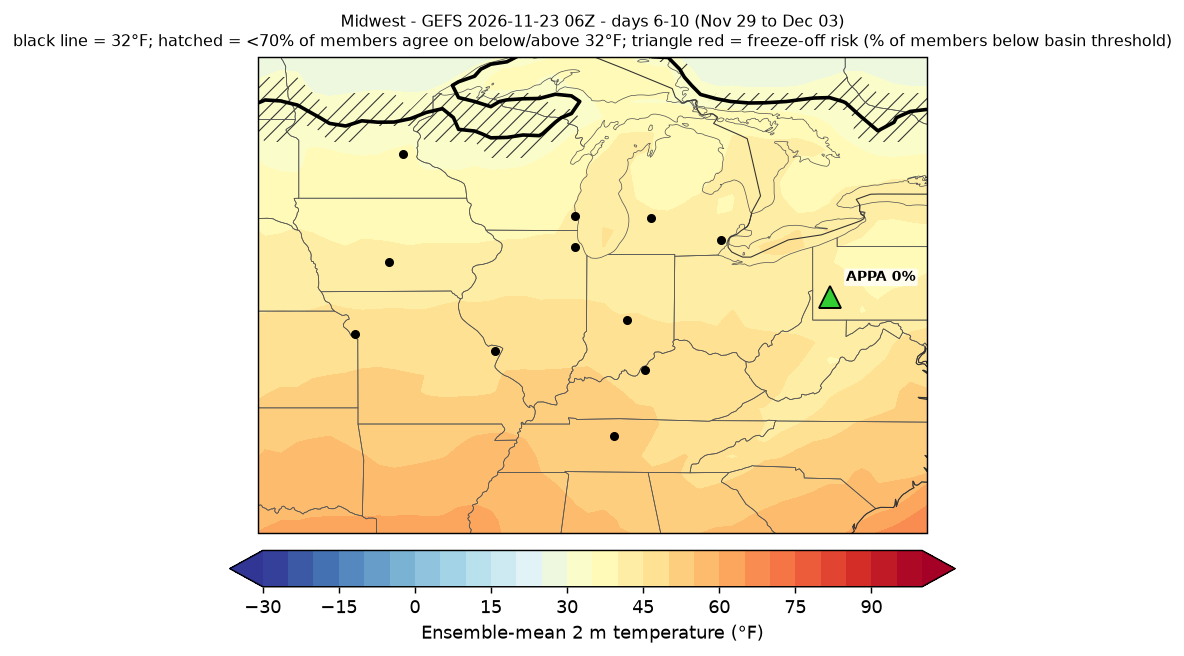 Midwest - GEFS 2026-11-23 06Z - days 6-10 (Nov 29 to Dec 03)
black line = 32°F; hatched = <70% of members agree on below/above 32°F; triangle red = freeze-off risk (% of members below basin threshold)
APPA 0%
−30 −15 0 15 30 45 60 75 90
Ensemble-mean 2 m temperature (°F)